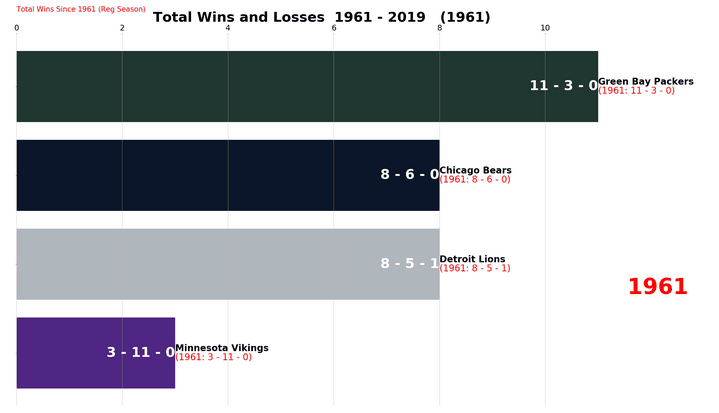 Total Wins Since 1961 (Reg Season)
Total Wins and Losses 1961 - 2019 (1961)
0 2 4 6 8 10
11 - 3 - 0 Green Bay Packers
(1961: 11 - 3 - 0)
8 - 6 - 0 Chicago Bears
(1961: 8 - 6 - 0)
8 - 5 - 1 Detroit Lions
(1961: 8 - 5 - 1)
1961
3 - 11 - 0 Minnesota Vikings
(1961: 3 - 11 - 0)